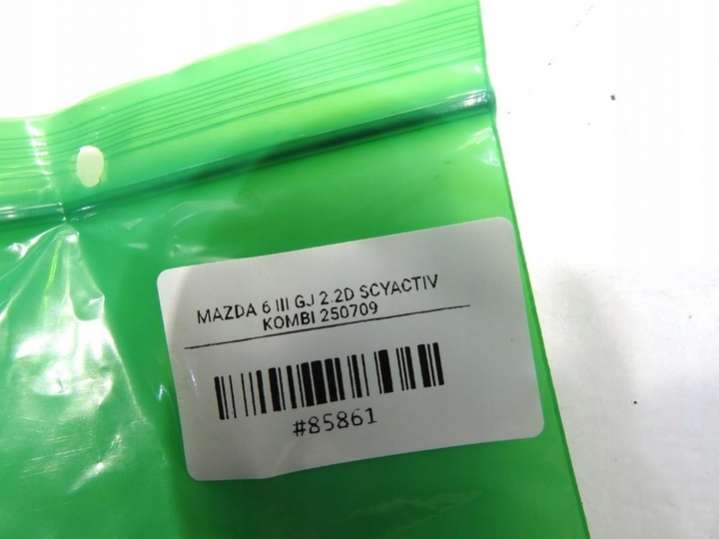 MAZDA 6 III GJ 2.2D SCYACTIV
KOMBI 250709
#85861